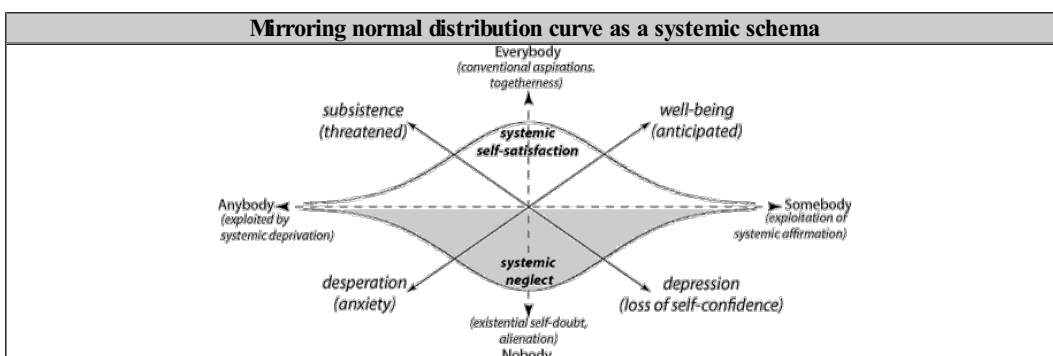 Mirroring normal distribution curve as a systemic schema
Everybody
(conventional aspirations,
togetherness)
subsistence
(threatened)
well-being
(anticipated)
systemic
self-satisfaction
Anybody
(exploited by
systemic deprivation)
Somebody
(exploitation of
systemic affirmation)
systemic
neglect
desperation
(anxiety)
depression
(loss of self-confidence)
(existential self-doubt,
alienation)
Nobody